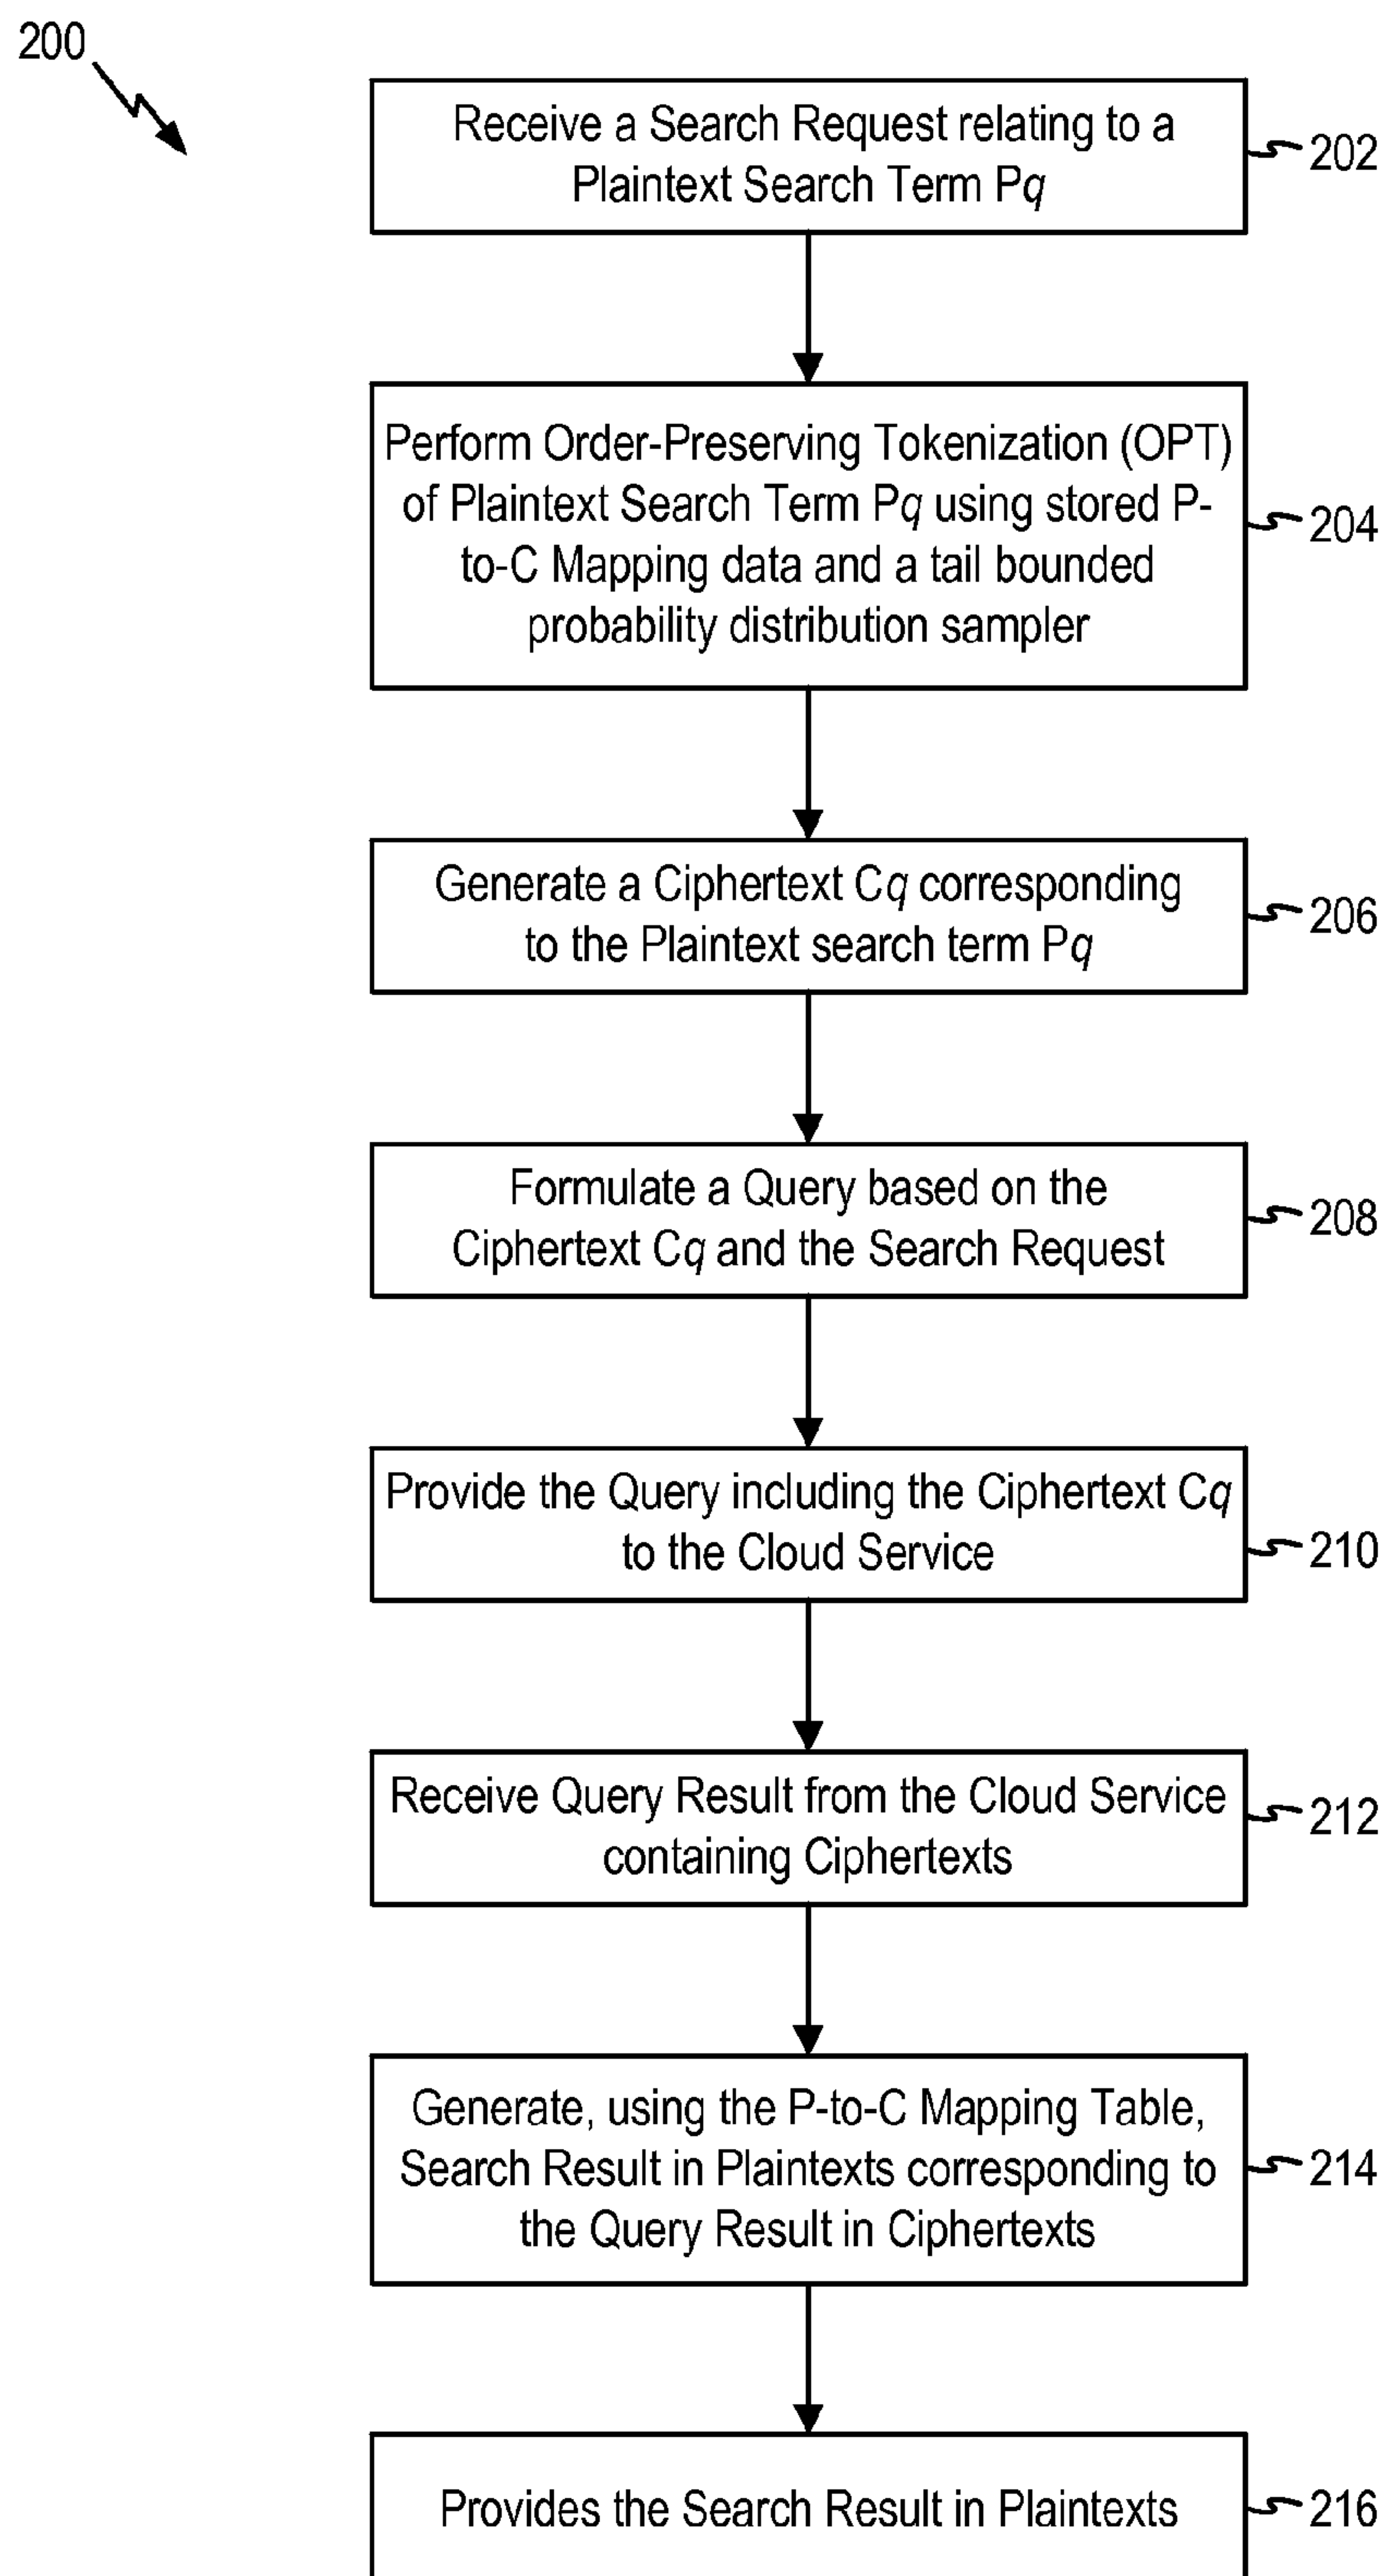 200
Receive a Search Request relating to a
Plaintext Search Term Pq
202
Perform Order-Preserving Tokenization (OPT)
of Plaintext Search Term Pq using stored P-
to-C Mapping data and a tail bounded
probability distribution sampler
204
Generate a Ciphertext Cq corresponding
to the Plaintext search term Pq
206
Formulate a Query based on the
Ciphertext Cq and the Search Request
208
Provide the Query including the Ciphertext Cq
to the Cloud Service
210
Receive Query Result from the Cloud Service
containing Ciphertexts
212
Generate, using the P-to-C Mapping Table,
Search Result in Plaintexts corresponding to
the Query Result in Ciphertexts
214
Provides the Search Result in Plaintexts
216